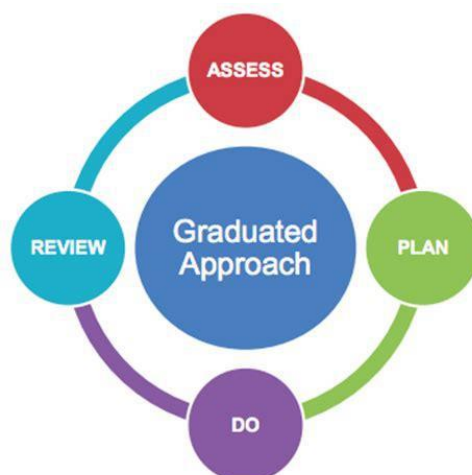 ASSESS
Graduated
Approach
REVIEW
PLAN
DO